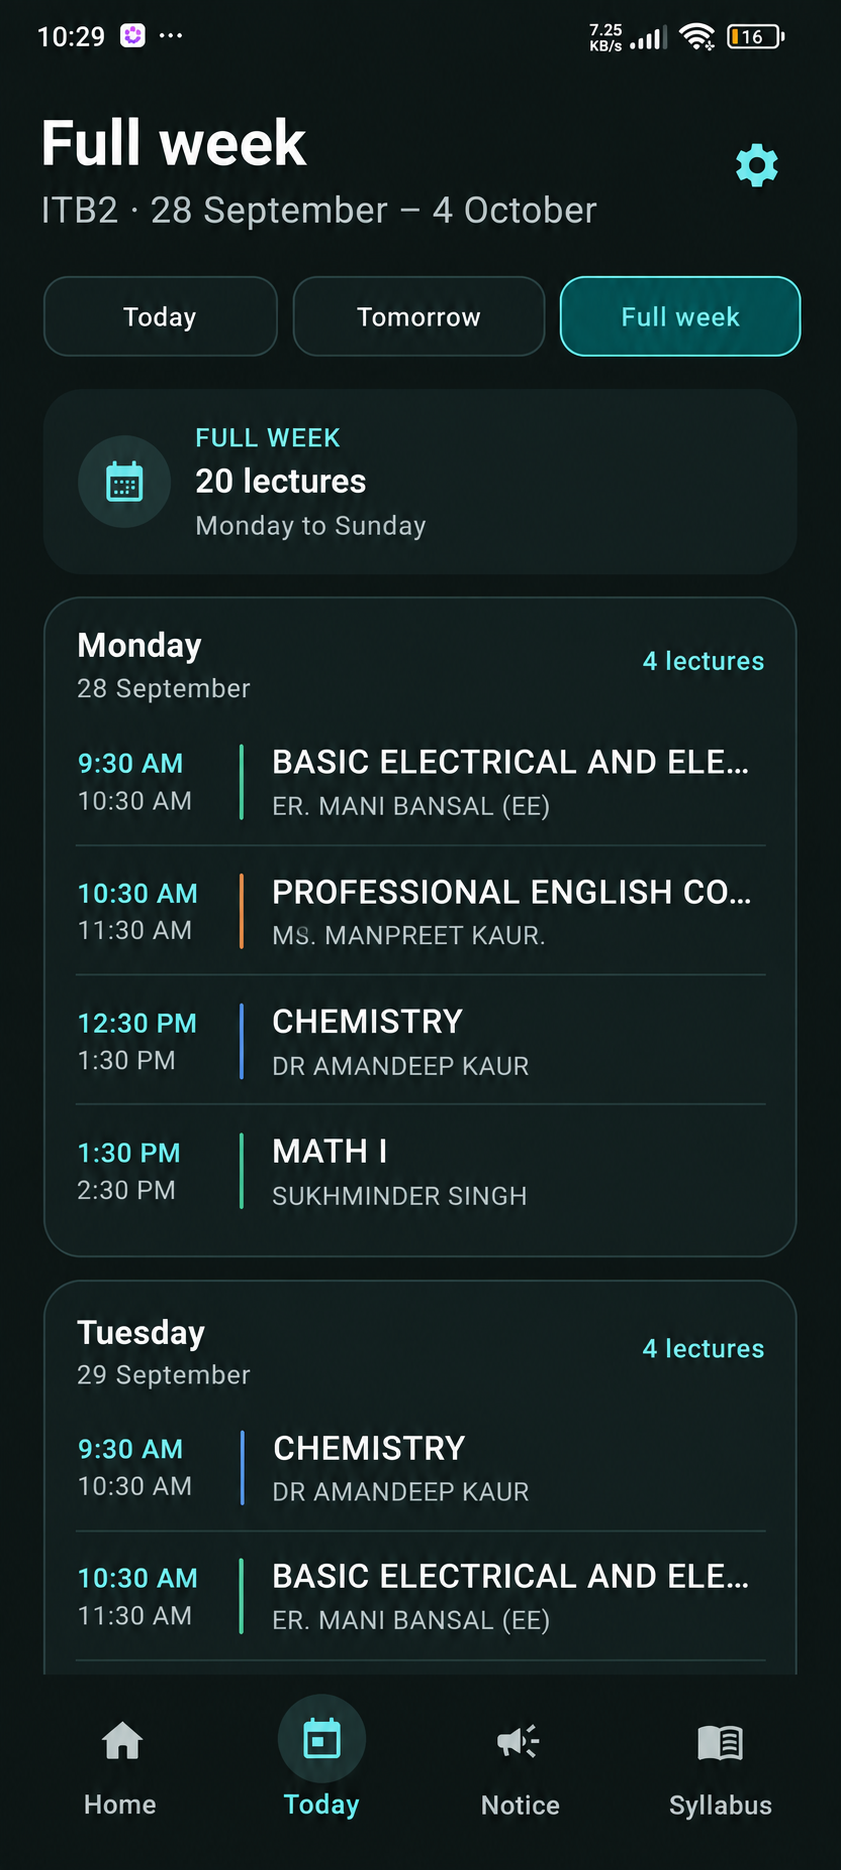 10:29 ...
7.25
KB/s
16
Full week
ITB2 · 28 September – 4 October
Today
Tomorrow
Full week
FULL WEEK
20 lectures
Monday to Sunday
Monday
28 September
4 lectures
9:30 AM
10:30 AM
BASIC ELECTRICAL AND ELE...
ER. MANI BANSAL (EE)
10:30 AM
11:30 AM
PROFESSIONAL ENGLISH CO...
MS. MANPREET KAUR.
12:30 PM
1:30 PM
CHEMISTRY
DR AMANDEEP KAUR
1:30 PM
2:30 PM
MATH I
SUKHMINDER SINGH
Tuesday
29 September
4 lectures
9:30 AM
10:30 AM
CHEMISTRY
DR AMANDEEP KAUR
10:30 AM
11:30 AM
BASIC ELECTRICAL AND ELE...
ER. MANI BANSAL (EE)
Home
Today
Notice
Syllabus